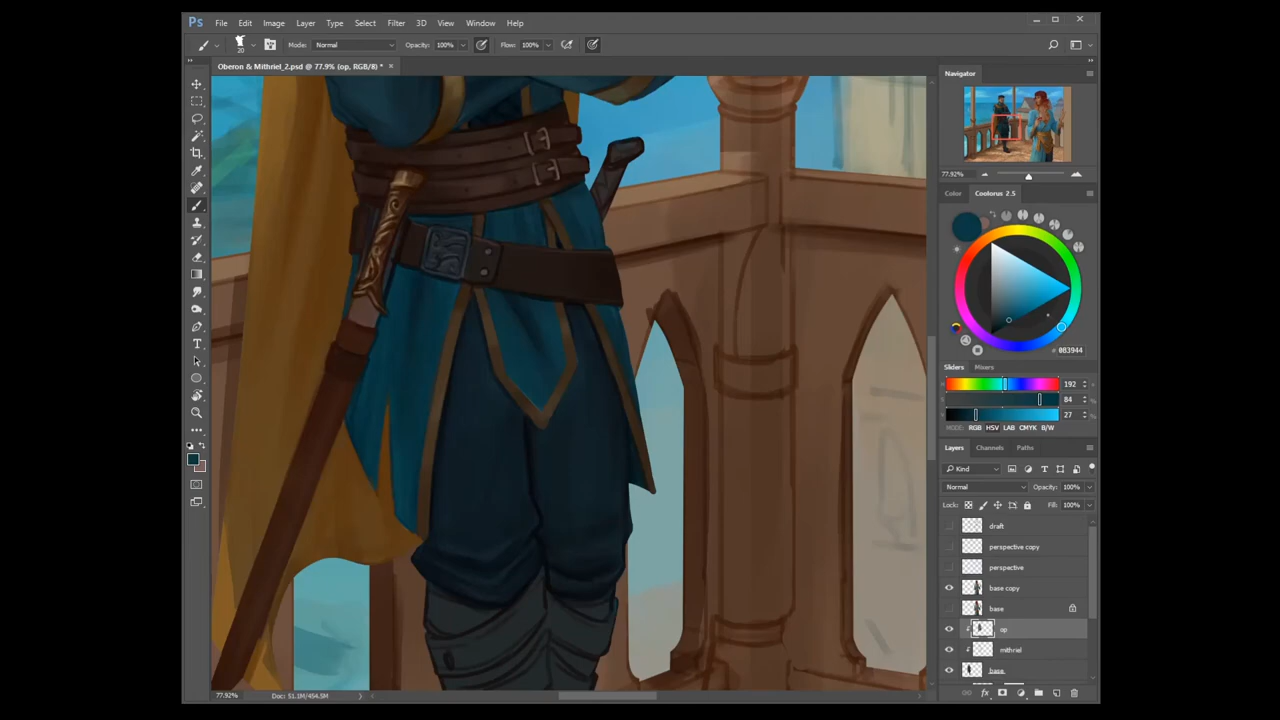 Ps File Edit Image Layer Type Select Filter 3D View Window Help
20 Mode: Normal Opacity: 100% Flow: 100%
Oberon & Mithriel_2.psd @ 77.9% (op, RGB/8) * ×
Navigator
77.92%
Color Coolorus 2.5
# 083944
Sliders Mixers
H 192
84
27
MODE: RGB HSV LAB CMYK B/W
Layers Channels Paths
Kind
Normal Opacity: 100%
Lock: Fill: 100%
draft
perspective copy
perspective
base copy
base
op
mithriel
base
77.92% Doc: 51.1M/454.5M
fx